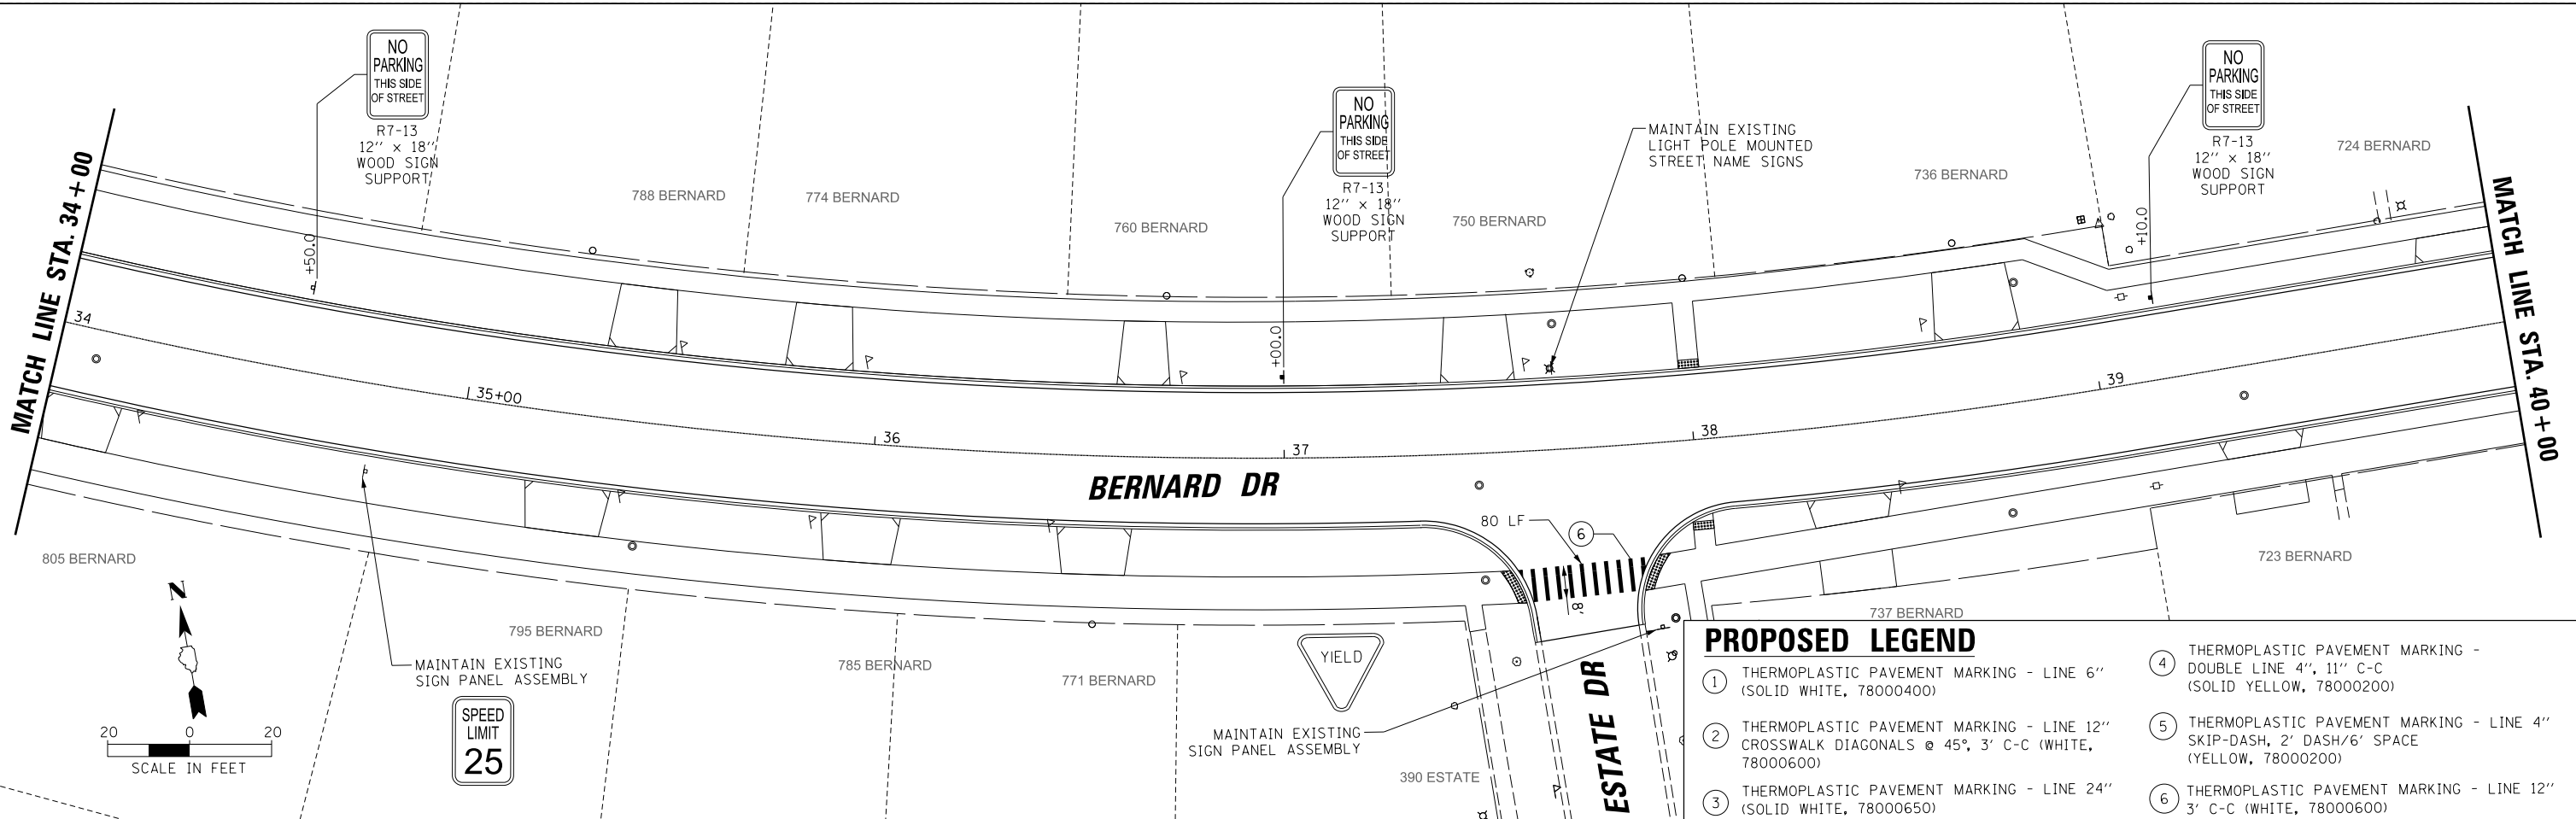 NO
PARKING
THIS SIDE
OF STREET
R7-13
12" x 18"
WOOD SIGN
SUPPORT
NO
PARKING
THIS SIDE
OF STREET
R7-13
12" x 18"
WOOD SIGN
SUPPORT
NO
PARKING
THIS SIDE
OF STREET
R7-13
12" x 18"
WOOD SIGN
SUPPORT
MAINTAIN EXISTING
LIGHT POLE MOUNTED
STREET NAME SIGNS
788 BERNARD
774 BERNARD
760 BERNARD
750 BERNARD
736 BERNARD
724 BERNARD
MATCH LINE STA. 34+00
MATCH LINE STA. 40+00
+50.0
+00.0
+10.0
34
35+00
36
37
38
39
BERNARD DR
80 LF
6
8'
805 BERNARD
795 BERNARD
785 BERNARD
771 BERNARD
737 BERNARD
723 BERNARD
390 ESTATE
ESTATE DR
N
20 0 20
SCALE IN FEET
MAINTAIN EXISTING
SIGN PANEL ASSEMBLY
SPEED
LIMIT
25
YIELD
MAINTAIN EXISTING
SIGN PANEL ASSEMBLY
PROPOSED LEGEND
1 THERMOPLASTIC PAVEMENT MARKING - LINE 6"
(SOLID WHITE, 78000400)
2 THERMOPLASTIC PAVEMENT MARKING - LINE 12"
CROSSWALK DIAGONALS @ 45°, 3' C-C (WHITE,
78000600)
3 THERMOPLASTIC PAVEMENT MARKING - LINE 24"
(SOLID WHITE, 78000650)
4 THERMOPLASTIC PAVEMENT MARKING -
DOUBLE LINE 4", 11" C-C
(SOLID YELLOW, 78000200)
5 THERMOPLASTIC PAVEMENT MARKING - LINE 4"
SKIP-DASH, 2' DASH/6' SPACE
(YELLOW, 78000200)
6 THERMOPLASTIC PAVEMENT MARKING - LINE 12"
3' C-C (WHITE, 78000600)